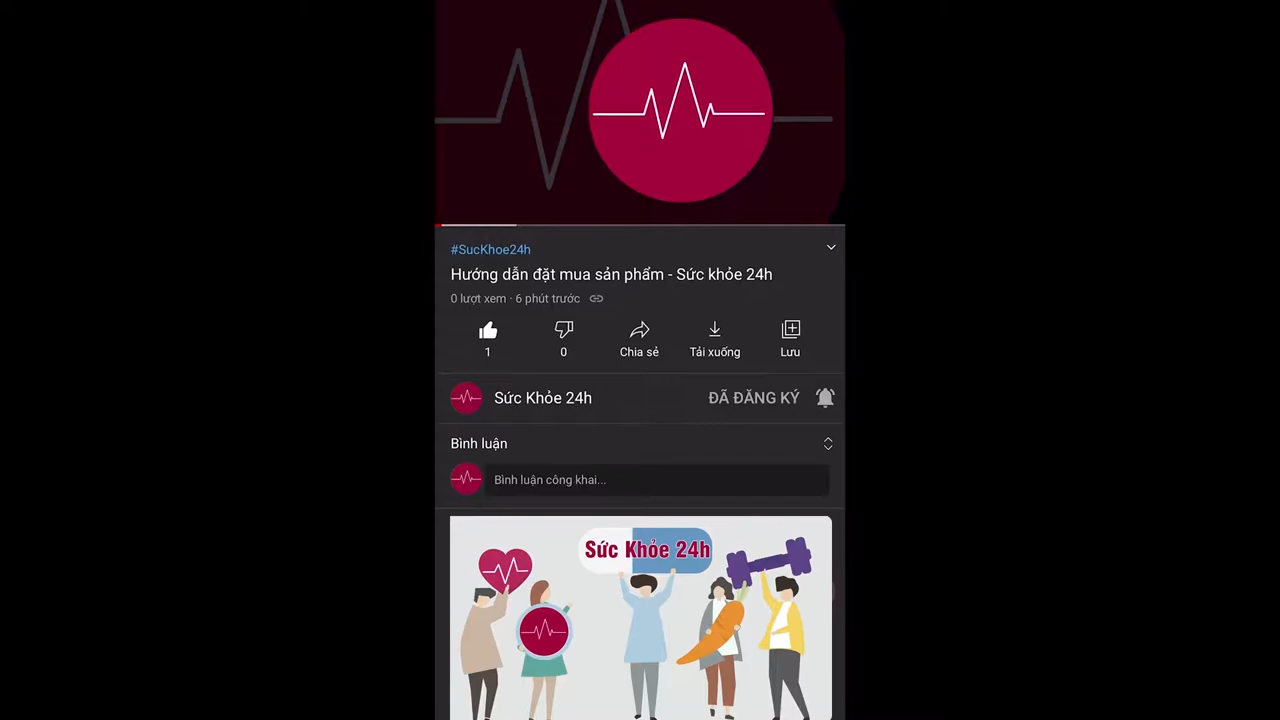 #SucKhoe24h
Hướng dẫn đặt mua sản phẩm - Sức khỏe 24h
0 lượt xem · 6 phút trước
1
0
Chia sẻ
Tải xuống
Lưu
Sức Khỏe 24h
ĐÃ ĐĂNG KÝ
Bình luận
Bình luận công khai...
Sức Khỏe 24h